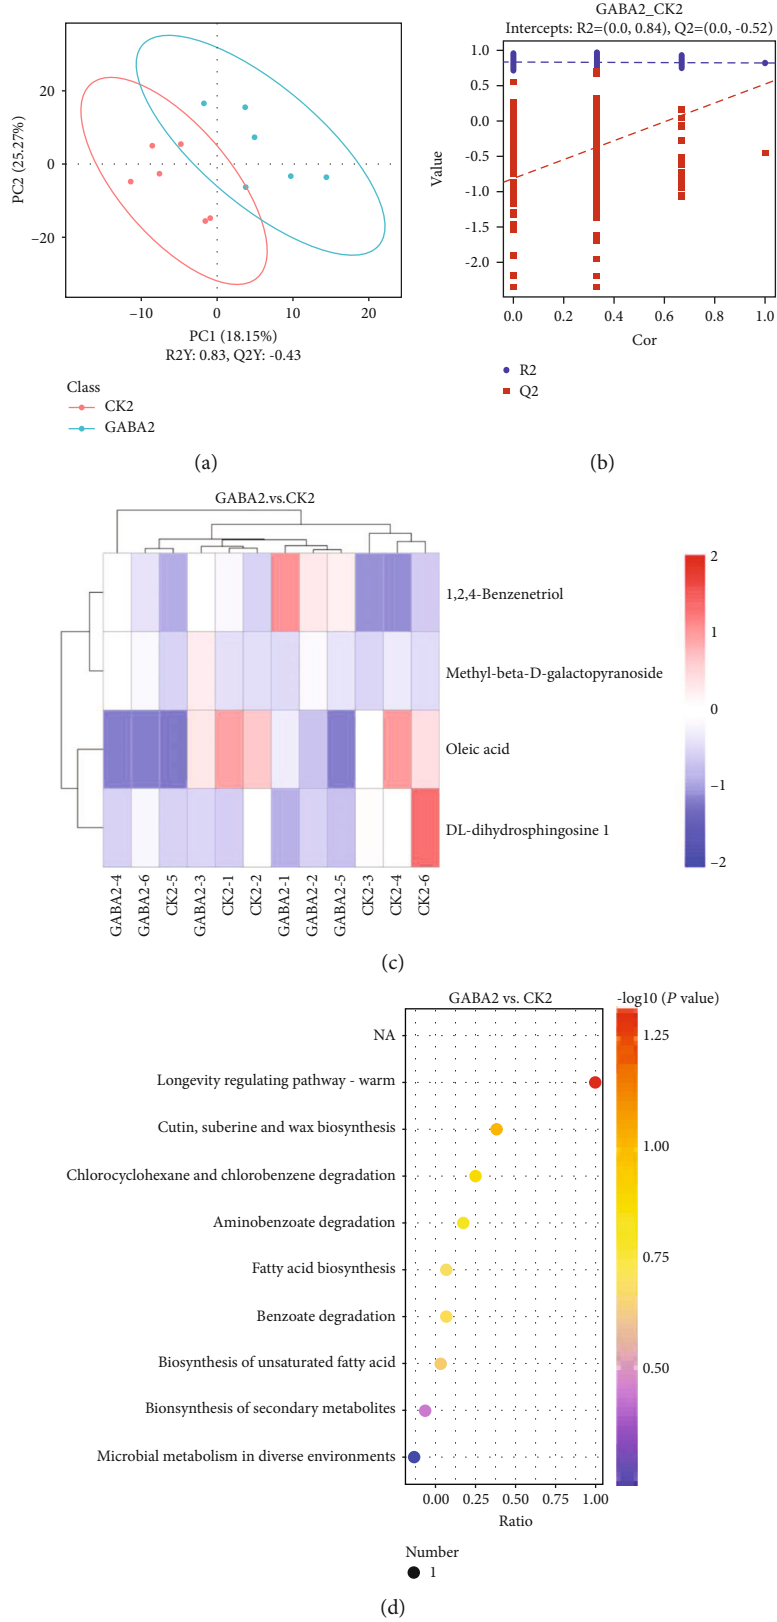 PC2 (25.27%)
20
0
−20
−10
0
10
20
PC1 (18.15%)
R2Y: 0.83, Q2Y: -0.43
Class
CK2
GABA2
(a)
GABA2_CK2
Intercepts: R2=(0.0, 0.84), Q2=(0.0, -0.52)
Value
1.0
0.5
0.0
-0.5
-1.0
-1.5
-2.0
0.0
0.2
0.4
0.6
0.8
1.0
Cor
R2
Q2
(b)
GABA2.vs.CK2
1,2,4-Benzenetriol
Methyl-beta-D-galactopyranoside
Oleic acid
DL-dihydrosphingosine 1
GABA2-4
GABA2-6
CK2-5
GABA2-3
CK2-1
CK2-2
GABA2-1
GABA2-2
GABA2-5
CK2-3
CK2-4
CK2-6
2
1
0
−1
−2
(c)
GABA2 vs. CK2
NA
Longevity regulating pathway - warm
Cutin, suberine and wax biosynthesis
Chlorocyclohexane and chlorobenzene degradation
Aminobenzoate degradation
Fatty acid biosynthesis
Benzoate degradation
Biosynthesis of unsaturated fatty acid
Bionsynthesis of secondary metabolites
Microbial metabolism in diverse environments
0.00
0.25
0.50
0.75
1.00
Ratio
-log10 (P value)
1.25
1.00
0.75
0.50
Number
1
(d)